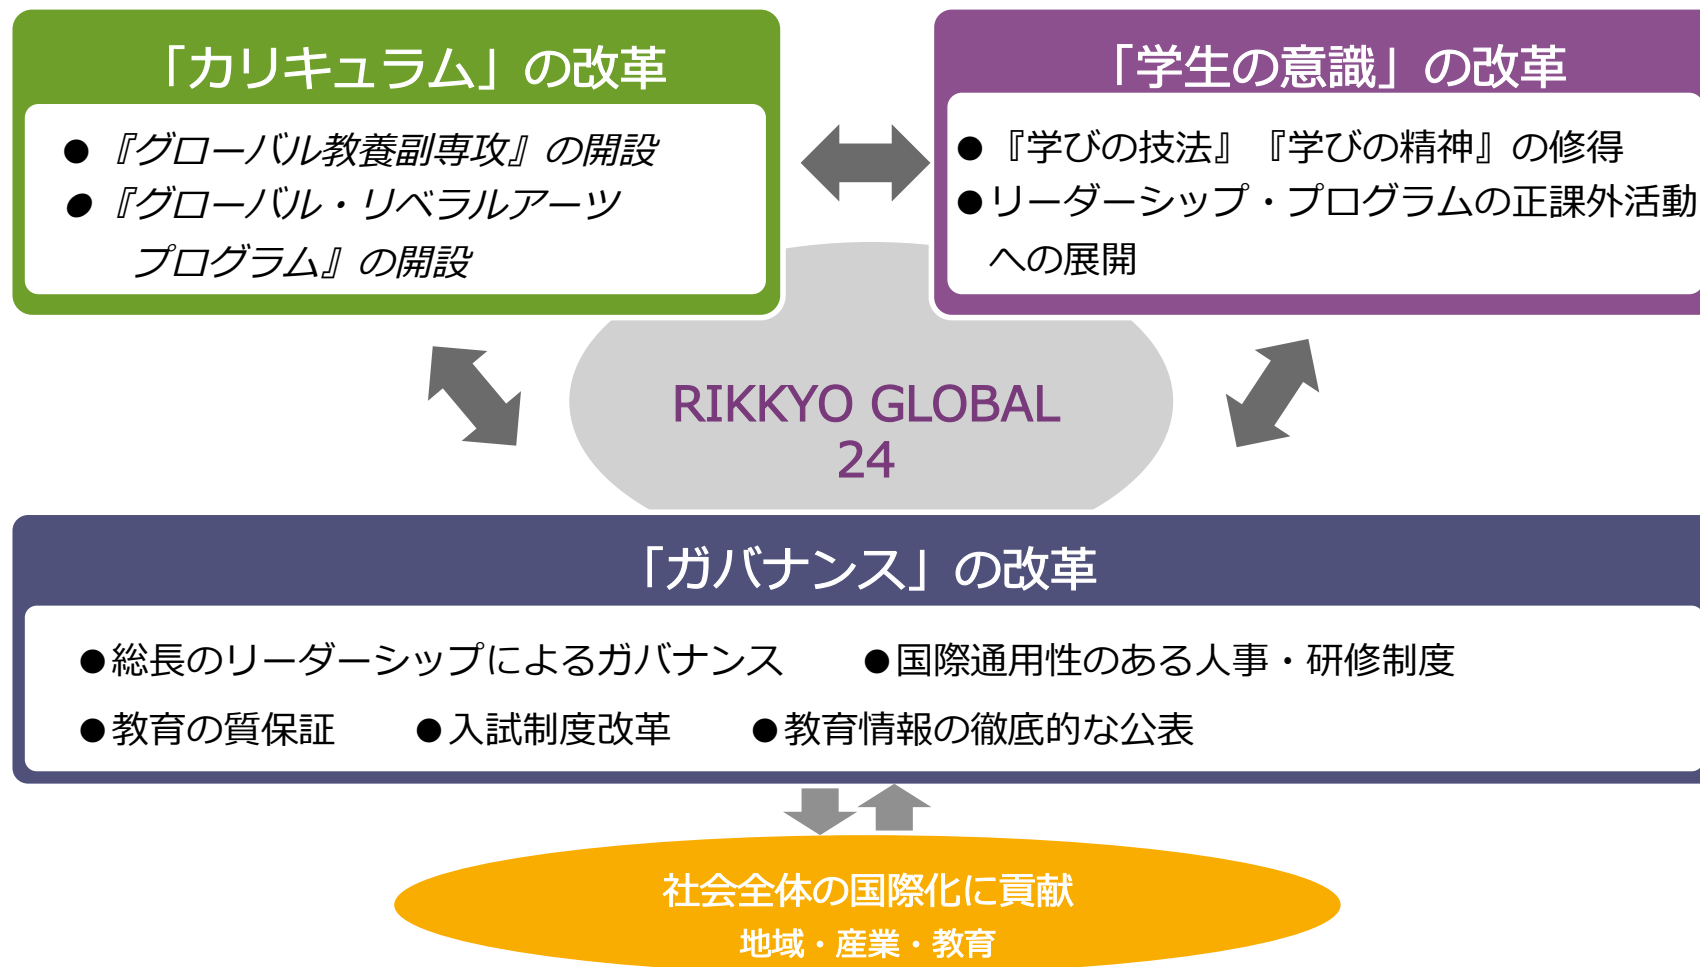 「カリキュラム」の改革
●『グローバル教養副専攻』の開設
●『グローバル・リベラルアーツ
プログラム』の開設
「学生の意識」の改革
●『学びの技法』『学びの精神』の修得
●リーダーシップ・プログラムの正課外活動
への展開
RIKKYO GLOBAL
24
「ガバナンス」の改革
●総長のリーダーシップによるガバナンス ●国際通用性のある人事・研修制度
●教育の質保証 ●入試制度改革 ●教育情報の徹底的な公表
社会全体の国際化に貢献
地域・産業・教育